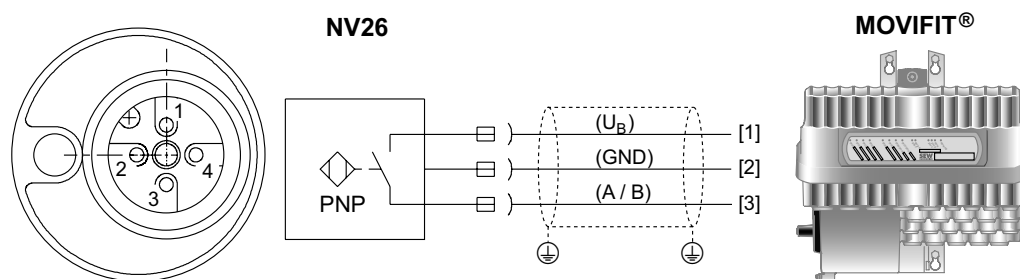 NV26
MOVIFIT®
1
2
4
3
PNP
(U_B)
[1]
(GND)
[2]
(A / B)
[3]